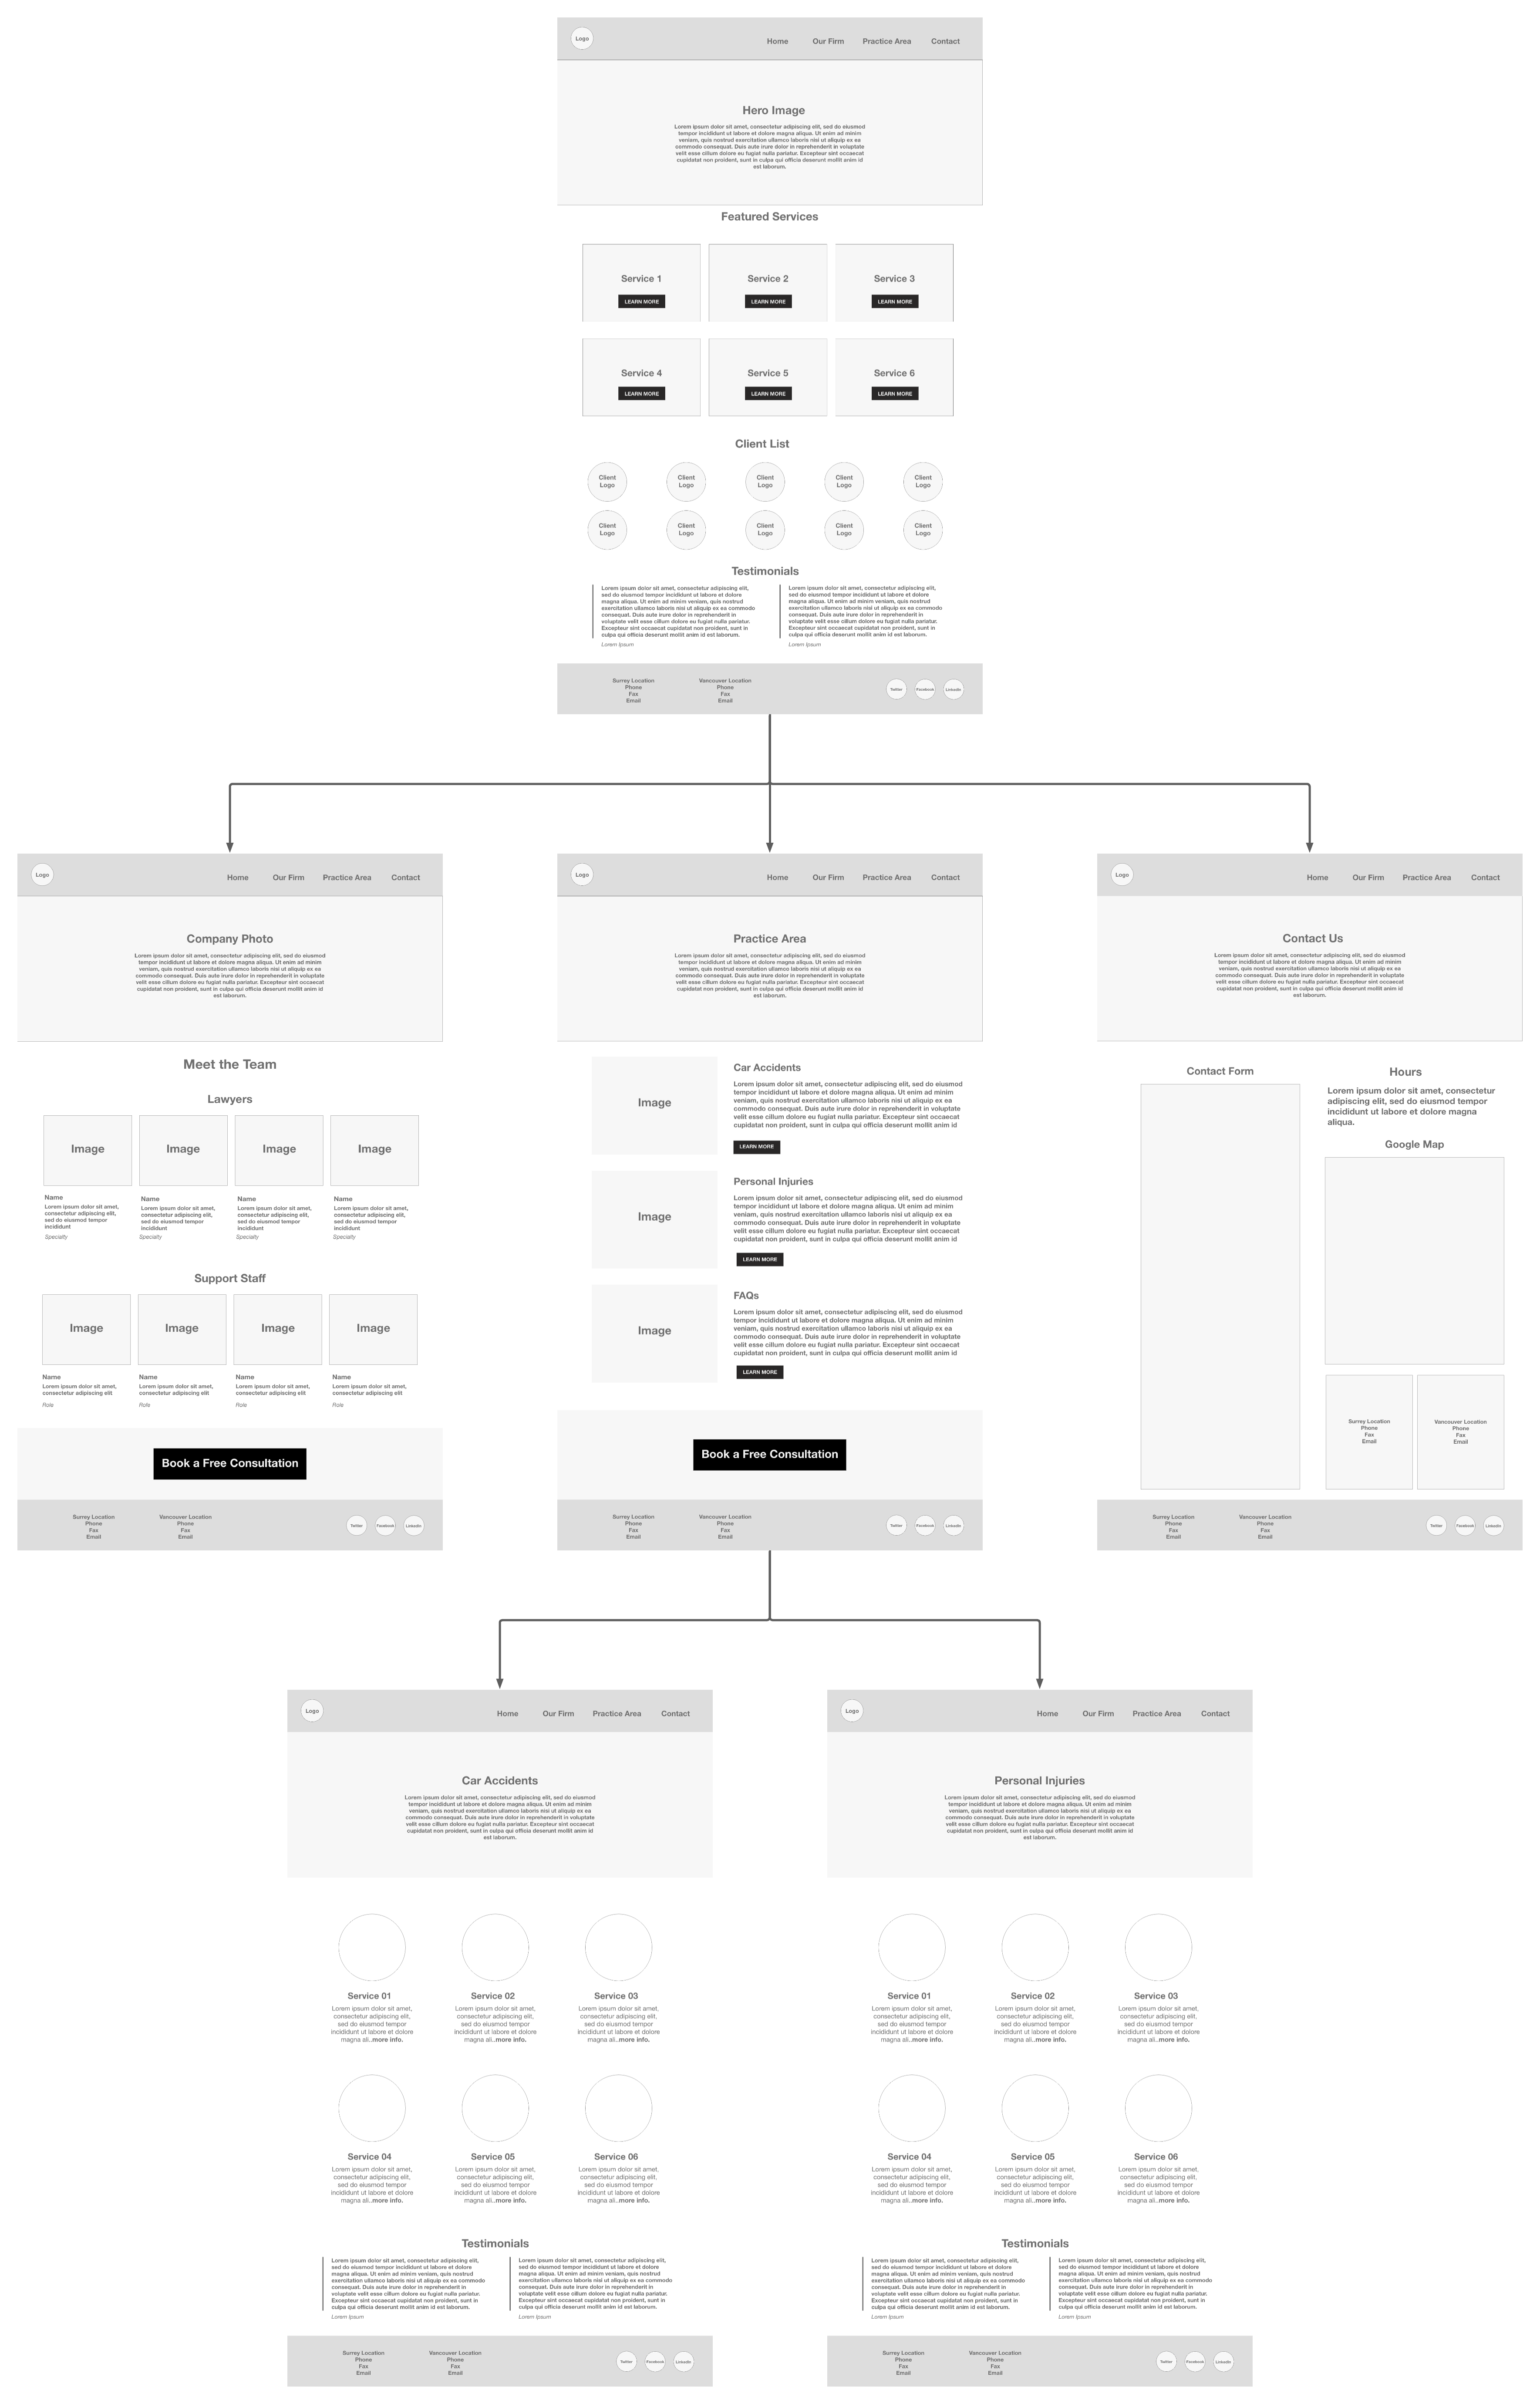 Logo
Home Our Firm Practice Area Contact
Hero Image
Lorem ipsum dolor sit amet, consectetur adipiscing elit, sed do eiusmod
tempor incididunt ut labore et dolore magna aliqua. Ut enim ad minim
veniam, quis nostrud exercitation ullamco laboris nisi ut aliquip ex ea
commodo consequat. Duis aute irure dolor in reprehenderit in voluptate
velit esse cillum dolore eu fugiat nulla pariatur. Excepteur sint occaecat
cupidatat non proident, sunt in culpa qui officia deserunt mollit anim id
est laborum.
Featured Services
Service 1 Service 2 Service 3
LEARN MORE LEARN MORE LEARN MORE
Service 4 Service 5 Service 6
LEARN MORE LEARN MORE LEARN MORE
Client List
Client Client Client Client Client
Logo Logo Logo Logo Logo
Client Client Client Client Client
Logo Logo Logo Logo Logo
Testimonials
Lorem ipsum dolor sit amet, consectetur adipiscing elit,
sed do eiusmod tempor incididunt ut labore et dolore
magna aliqua. Ut enim ad minim veniam, quis nostrud
exercitation ullamco laboris nisi ut aliquip ex ea commodo
consequat. Duis aute irure dolor in reprehenderit in
voluptate velit esse cillum dolore eu fugiat nulla pariatur.
Excepteur sint occaecat cupidatat non proident, sunt in
culpa qui officia deserunt mollit anim id est laborum.
Lorem Ipsum
Lorem ipsum dolor sit amet, consectetur adipiscing elit,
sed do eiusmod tempor incididunt ut labore et dolore
magna aliqua. Ut enim ad minim veniam, quis nostrud
exercitation ullamco laboris nisi ut aliquip ex ea commodo
consequat. Duis aute irure dolor in reprehenderit in
voluptate velit esse cillum dolore eu fugiat nulla pariatur.
Excepteur sint occaecat cupidatat non proident, sunt in
culpa qui officia deserunt mollit anim id est laborum.
Lorem Ipsum
Surrey Location
Phone
Fax
Email
Vancouver Location
Phone
Fax
Email
Twitter Facebook LinkedIn
Logo
Home Our Firm Practice Area Contact
Company Photo
Lorem ipsum dolor sit amet, consectetur adipiscing elit, sed do eiusmod
tempor incididunt ut labore et dolore magna aliqua. Ut enim ad minim
veniam, quis nostrud exercitation ullamco laboris nisi ut aliquip ex ea
commodo consequat. Duis aute irure dolor in reprehenderit in voluptate
velit esse cillum dolore eu fugiat nulla pariatur. Excepteur sint occaecat
cupidatat non proident, sunt in culpa qui officia deserunt mollit anim id
est laborum.
Meet the Team
Lawyers
Image Image Image Image
Name
Lorem ipsum dolor sit amet,
consectetur adipiscing elit,
sed do eiusmod tempor
incididunt
Specialty
Name
Lorem ipsum dolor sit amet,
consectetur adipiscing elit,
sed do eiusmod tempor
incididunt
Specialty
Name
Lorem ipsum dolor sit amet,
consectetur adipiscing elit,
sed do eiusmod tempor
incididunt
Specialty
Name
Lorem ipsum dolor sit amet,
consectetur adipiscing elit,
sed do eiusmod tempor
incididunt
Specialty
Support Staff
Image Image Image Image
Name
Lorem ipsum dolor sit amet,
consectetur adipiscing elit
Role
Name
Lorem ipsum dolor sit amet,
consectetur adipiscing elit
Role
Name
Lorem ipsum dolor sit amet,
consectetur adipiscing elit
Role
Name
Lorem ipsum dolor sit amet,
consectetur adipiscing elit
Role
Book a Free Consultation
Surrey Location
Phone
Fax
Email
Vancouver Location
Phone
Fax
Email
Twitter Facebook LinkedIn
Logo
Home Our Firm Practice Area Contact
Practice Area
Lorem ipsum dolor sit amet, consectetur adipiscing elit, sed do eiusmod
tempor incididunt ut labore et dolore magna aliqua. Ut enim ad minim
veniam, quis nostrud exercitation ullamco laboris nisi ut aliquip ex ea
commodo consequat. Duis aute irure dolor in reprehenderit in voluptate
velit esse cillum dolore eu fugiat nulla pariatur. Excepteur sint occaecat
cupidatat non proident, sunt in culpa qui officia deserunt mollit anim id
est laborum.
Image
Car Accidents
Lorem ipsum dolor sit amet, consectetur adipiscing elit, sed do eiusmod
tempor incididunt ut labore et dolore magna aliqua. Ut enim ad minim
veniam, quis nostrud exercitation ullamco laboris nisi ut aliquip ex ea
commodo consequat. Duis aute irure dolor in reprehenderit in voluptate
velit esse cillum dolore eu fugiat nulla pariatur. Excepteur sint occaecat
cupidatat non proident, sunt in culpa qui officia deserunt mollit anim id
LEARN MORE
Image
Personal Injuries
Lorem ipsum dolor sit amet, consectetur adipiscing elit, sed do eiusmod
tempor incididunt ut labore et dolore magna aliqua. Ut enim ad minim
veniam, quis nostrud exercitation ullamco laboris nisi ut aliquip ex ea
commodo consequat. Duis aute irure dolor in reprehenderit in voluptate
velit esse cillum dolore eu fugiat nulla pariatur. Excepteur sint occaecat
cupidatat non proident, sunt in culpa qui officia deserunt mollit anim id
LEARN MORE
Image
FAQs
Lorem ipsum dolor sit amet, consectetur adipiscing elit, sed do eiusmod
tempor incididunt ut labore et dolore magna aliqua. Ut enim ad minim
veniam, quis nostrud exercitation ullamco laboris nisi ut aliquip ex ea
commodo consequat. Duis aute irure dolor in reprehenderit in voluptate
velit esse cillum dolore eu fugiat nulla pariatur. Excepteur sint occaecat
cupidatat non proident, sunt in culpa qui officia deserunt mollit anim id
LEARN MORE
Book a Free Consultation
Surrey Location
Phone
Fax
Email
Vancouver Location
Phone
Fax
Email
Twitter Facebook LinkedIn
Logo
Home Our Firm Practice Area Contact
Contact Us
Lorem ipsum dolor sit amet, consectetur adipiscing elit, sed do eiusmod
tempor incididunt ut labore et dolore magna aliqua. Ut enim ad minim
veniam, quis nostrud exercitation ullamco laboris nisi ut aliquip ex ea
commodo consequat. Duis aute irure dolor in reprehenderit in voluptate
velit esse cillum dolore eu fugiat nulla pariatur. Excepteur sint occaecat
cupidatat non proident, sunt in culpa qui officia deserunt mollit anim id
est laborum.
Contact Form
Hours
Lorem ipsum dolor sit amet, consectetur
adipiscing elit, sed do eiusmod tempor
incididunt ut labore et dolore magna
aliqua.
Google Map
Surrey Location
Phone
Fax
Email
Vancouver Location
Phone
Fax
Email
Surrey Location
Phone
Fax
Email
Vancouver Location
Phone
Fax
Email
Twitter Facebook LinkedIn
Logo
Home Our Firm Practice Area Contact
Car Accidents
Lorem ipsum dolor sit amet, consectetur adipiscing elit, sed do eiusmod
tempor incididunt ut labore et dolore magna aliqua. Ut enim ad minim
veniam, quis nostrud exercitation ullamco laboris nisi ut aliquip ex ea
commodo consequat. Duis aute irure dolor in reprehenderit in voluptate
velit esse cillum dolore eu fugiat nulla pariatur. Excepteur sint occaecat
cupidatat non proident, sunt in culpa qui officia deserunt mollit anim id
est laborum.
Service 01
Lorem ipsum dolor sit amet,
consectetur adipiscing elit,
sed do eiusmod tempor
incididunt ut labore et dolore
magna ali..more info.
Service 02
Lorem ipsum dolor sit amet,
consectetur adipiscing elit,
sed do eiusmod tempor
incididunt ut labore et dolore
magna ali..more info.
Service 03
Lorem ipsum dolor sit amet,
consectetur adipiscing elit,
sed do eiusmod tempor
incididunt ut labore et dolore
magna ali..more info.
Service 04
Lorem ipsum dolor sit amet,
consectetur adipiscing elit,
sed do eiusmod tempor
incididunt ut labore et dolore
magna ali..more info.
Service 05
Lorem ipsum dolor sit amet,
consectetur adipiscing elit,
sed do eiusmod tempor
incididunt ut labore et dolore
magna ali..more info.
Service 06
Lorem ipsum dolor sit amet,
consectetur adipiscing elit,
sed do eiusmod tempor
incididunt ut labore et dolore
magna ali..more info.
Testimonials
Lorem ipsum dolor sit amet, consectetur adipiscing elit,
sed do eiusmod tempor incididunt ut labore et dolore
magna aliqua. Ut enim ad minim veniam, quis nostrud
exercitation ullamco laboris nisi ut aliquip ex ea commodo
consequat. Duis aute irure dolor in reprehenderit in
voluptate velit esse cillum dolore eu fugiat nulla pariatur.
Excepteur sint occaecat cupidatat non proident, sunt in
culpa qui officia deserunt mollit anim id est laborum.
Lorem Ipsum
Lorem ipsum dolor sit amet, consectetur adipiscing elit,
sed do eiusmod tempor incididunt ut labore et dolore
magna aliqua. Ut enim ad minim veniam, quis nostrud
exercitation ullamco laboris nisi ut aliquip ex ea commodo
consequat. Duis aute irure dolor in reprehenderit in
voluptate velit esse cillum dolore eu fugiat nulla pariatur.
Excepteur sint occaecat cupidatat non proident, sunt in
culpa qui officia deserunt mollit anim id est laborum.
Lorem Ipsum
Surrey Location
Phone
Fax
Email
Vancouver Location
Phone
Fax
Email
Twitter Facebook LinkedIn
Logo
Home Our Firm Practice Area Contact
Personal Injuries
Lorem ipsum dolor sit amet, consectetur adipiscing elit, sed do eiusmod
tempor incididunt ut labore et dolore magna aliqua. Ut enim ad minim
veniam, quis nostrud exercitation ullamco laboris nisi ut aliquip ex ea
commodo consequat. Duis aute irure dolor in reprehenderit in voluptate
velit esse cillum dolore eu fugiat nulla pariatur. Excepteur sint occaecat
cupidatat non proident, sunt in culpa qui officia deserunt mollit anim id
est laborum.
Service 01
Lorem ipsum dolor sit amet,
consectetur adipiscing elit,
sed do eiusmod tempor
incididunt ut labore et dolore
magna ali..more info.
Service 02
Lorem ipsum dolor sit amet,
consectetur adipiscing elit,
sed do eiusmod tempor
incididunt ut labore et dolore
magna ali..more info.
Service 03
Lorem ipsum dolor sit amet,
consectetur adipiscing elit,
sed do eiusmod tempor
incididunt ut labore et dolore
magna ali..more info.
Service 04
Lorem ipsum dolor sit amet,
consectetur adipiscing elit,
sed do eiusmod tempor
incididunt ut labore et dolore
magna ali..more info.
Service 05
Lorem ipsum dolor sit amet,
consectetur adipiscing elit,
sed do eiusmod tempor
incididunt ut labore et dolore
magna ali..more info.
Service 06
Lorem ipsum dolor sit amet,
consectetur adipiscing elit,
sed do eiusmod tempor
incididunt ut labore et dolore
magna ali..more info.
Testimonials
Lorem ipsum dolor sit amet, consectetur adipiscing elit,
sed do eiusmod tempor incididunt ut labore et dolore
magna aliqua. Ut enim ad minim veniam, quis nostrud
exercitation ullamco laboris nisi ut aliquip ex ea commodo
consequat. Duis aute irure dolor in reprehenderit in
voluptate velit esse cillum dolore eu fugiat nulla pariatur.
Excepteur sint occaecat cupidatat non proident, sunt in
culpa qui officia deserunt mollit anim id est laborum.
Lorem Ipsum
Lorem ipsum dolor sit amet, consectetur adipiscing elit,
sed do eiusmod tempor incididunt ut labore et dolore
magna aliqua. Ut enim ad minim veniam, quis nostrud
exercitation ullamco laboris nisi ut aliquip ex ea commodo
consequat. Duis aute irure dolor in reprehenderit in
voluptate velit esse cillum dolore eu fugiat nulla pariatur.
Excepteur sint occaecat cupidatat non proident, sunt in
culpa qui officia deserunt mollit anim id est laborum.
Lorem Ipsum
Surrey Location
Phone
Fax
Email
Vancouver Location
Phone
Fax
Email
Twitter Facebook LinkedIn